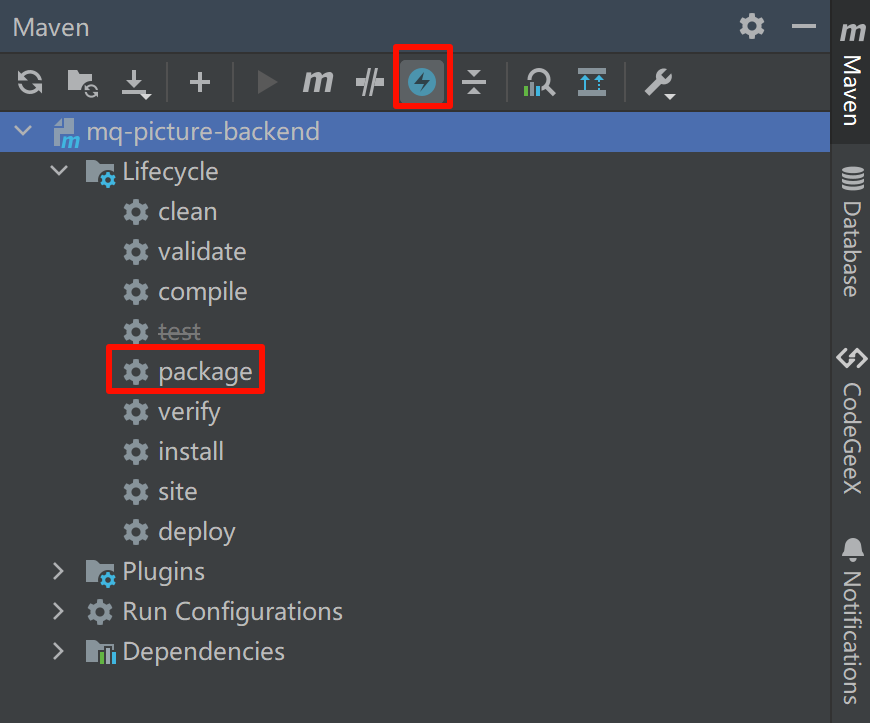 Maven
mq-picture-backend
Lifecycle
clean
validate
compile
test
package
verify
install
site
deploy
Plugins
Run Configurations
Dependencies
Maven
Database
CodeGeeX
Notifications